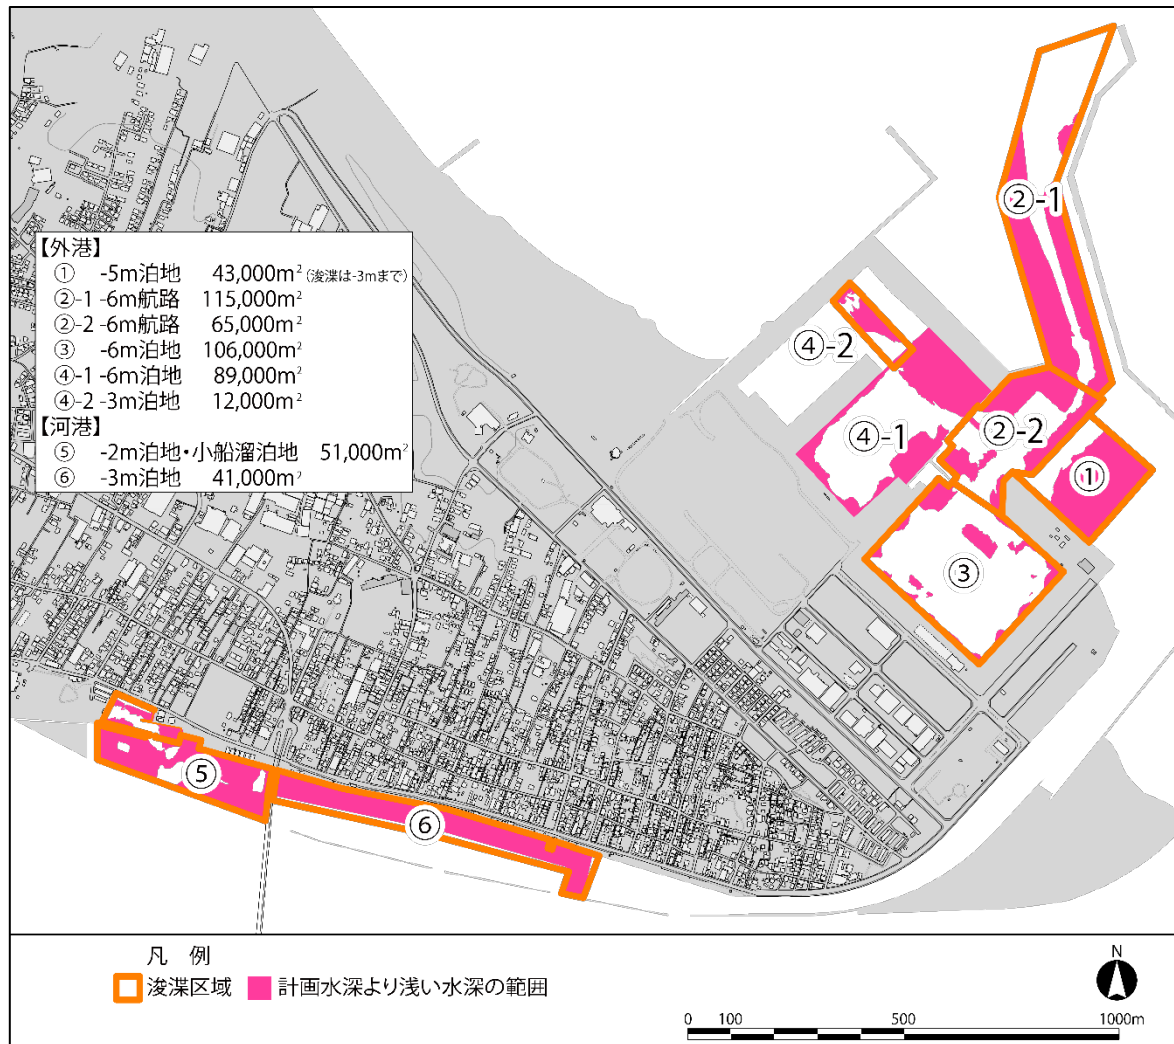 【外港】
① -5m泊地 43,000m²(浚渫は-3mまで)
②-1 -6m航路 115,000m²
②-2 -6m航路 65,000m²
③ -6m泊地 106,000m²
④-1 -6m泊地 89,000m²
④-2 -3m泊地 12,000m²
【河港】
⑤ -2m泊地・小船溜泊地 51,000m²
⑥ -3m泊地 41,000m²
②-1
④-2
④-1
②-2
①
③
⑤
⑥
凡 例
浚渫区域 計画水深より浅い水深の範囲
N
0 100 500 1000m